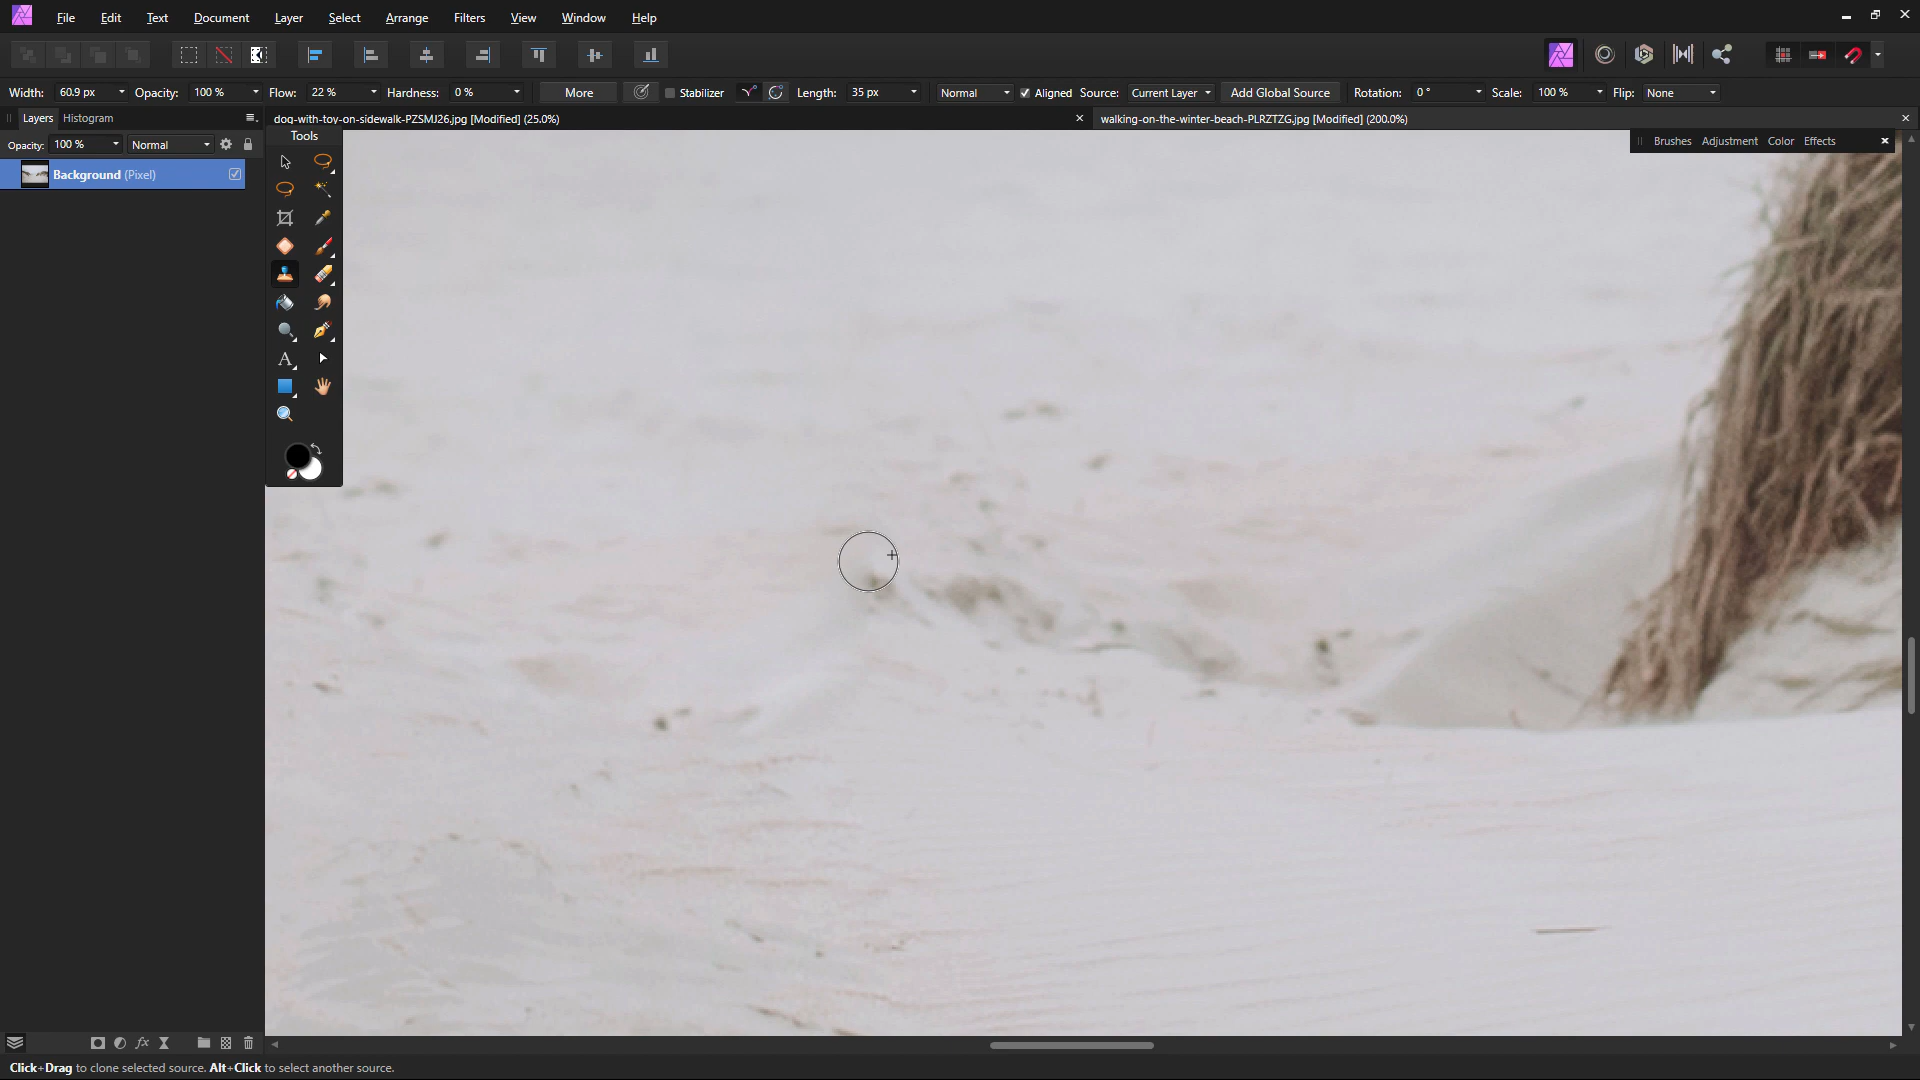 File Edit Text Document Layer Select Arrange Filters View Window Help
Width: 60.9 px Opacity: 100 % Flow: 22 % Hardness: 0 % More Stabilizer Length: 35 px Normal Aligned Source: Current Layer Add Global Source Rotation: 0 ° Scale: 100 % Flip: None
Layers Histogram
dog-with-toy-on-sidewalk-PZSMJ26.jpg [Modified] (25.0%)
walking-on-the-winter-beach-PLRZTZG.jpg [Modified] (200.0%)
Tools
Opacity: 100 % Normal
Brushes Adjustment Color Effects
Background (Pixel)
Click+Drag to clone selected source. Alt+Click to select another source.